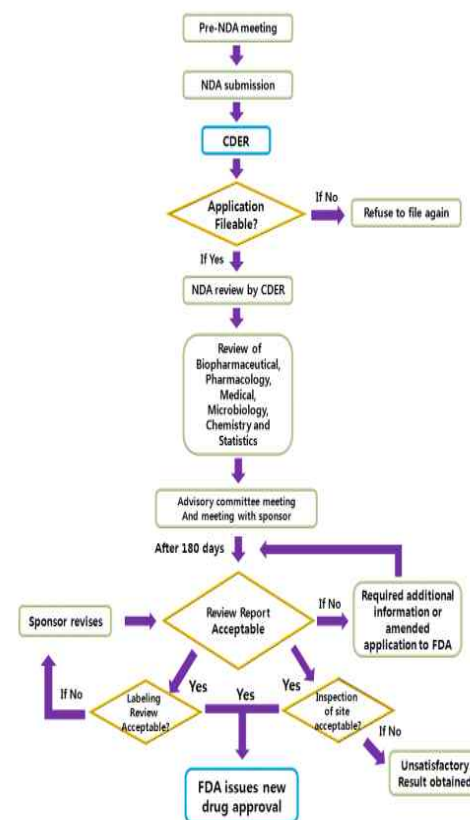 Pre-NDA meeting
NDA submission
CDER
Application
Fileable?
If No
Refuse to file again
If Yes
NDA review by CDER
Review of
Biopharmaceutical,
Pharmacology,
Medical,
Microbiology,
Chemistry and
Statistics
Advisory committee meeting
And meeting with sponsor
After 180 days
Sponsor revises
Review Report
Acceptable
If No
Required additional
information or
amended
application to FDA
If No
Labeling
Review
Acceptable?
Yes
Yes
Yes
Inspection
of site
acceptable?
If No
Unsatisfactory
Result obtained
FDA issues new
drug approval